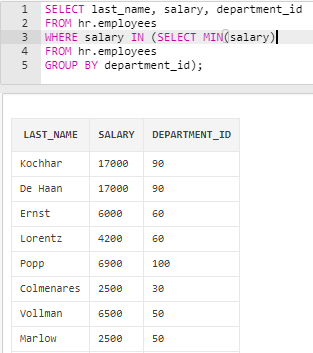 1 SELECT last_name, salary, department_id
2 FROM hr.employees
3 WHERE salary IN (SELECT MIN(salary)
4 FROM hr.employees
5 GROUP BY department_id);
LAST_NAME SALARY DEPARTMENT_ID
Kochhar 17000 90
De Haan 17000 90
Ernst 6000 60
Lorentz 4200 60
Popp 6900 100
Colmenares 2500 30
Vollman 6500 50
Marlow 2500 50